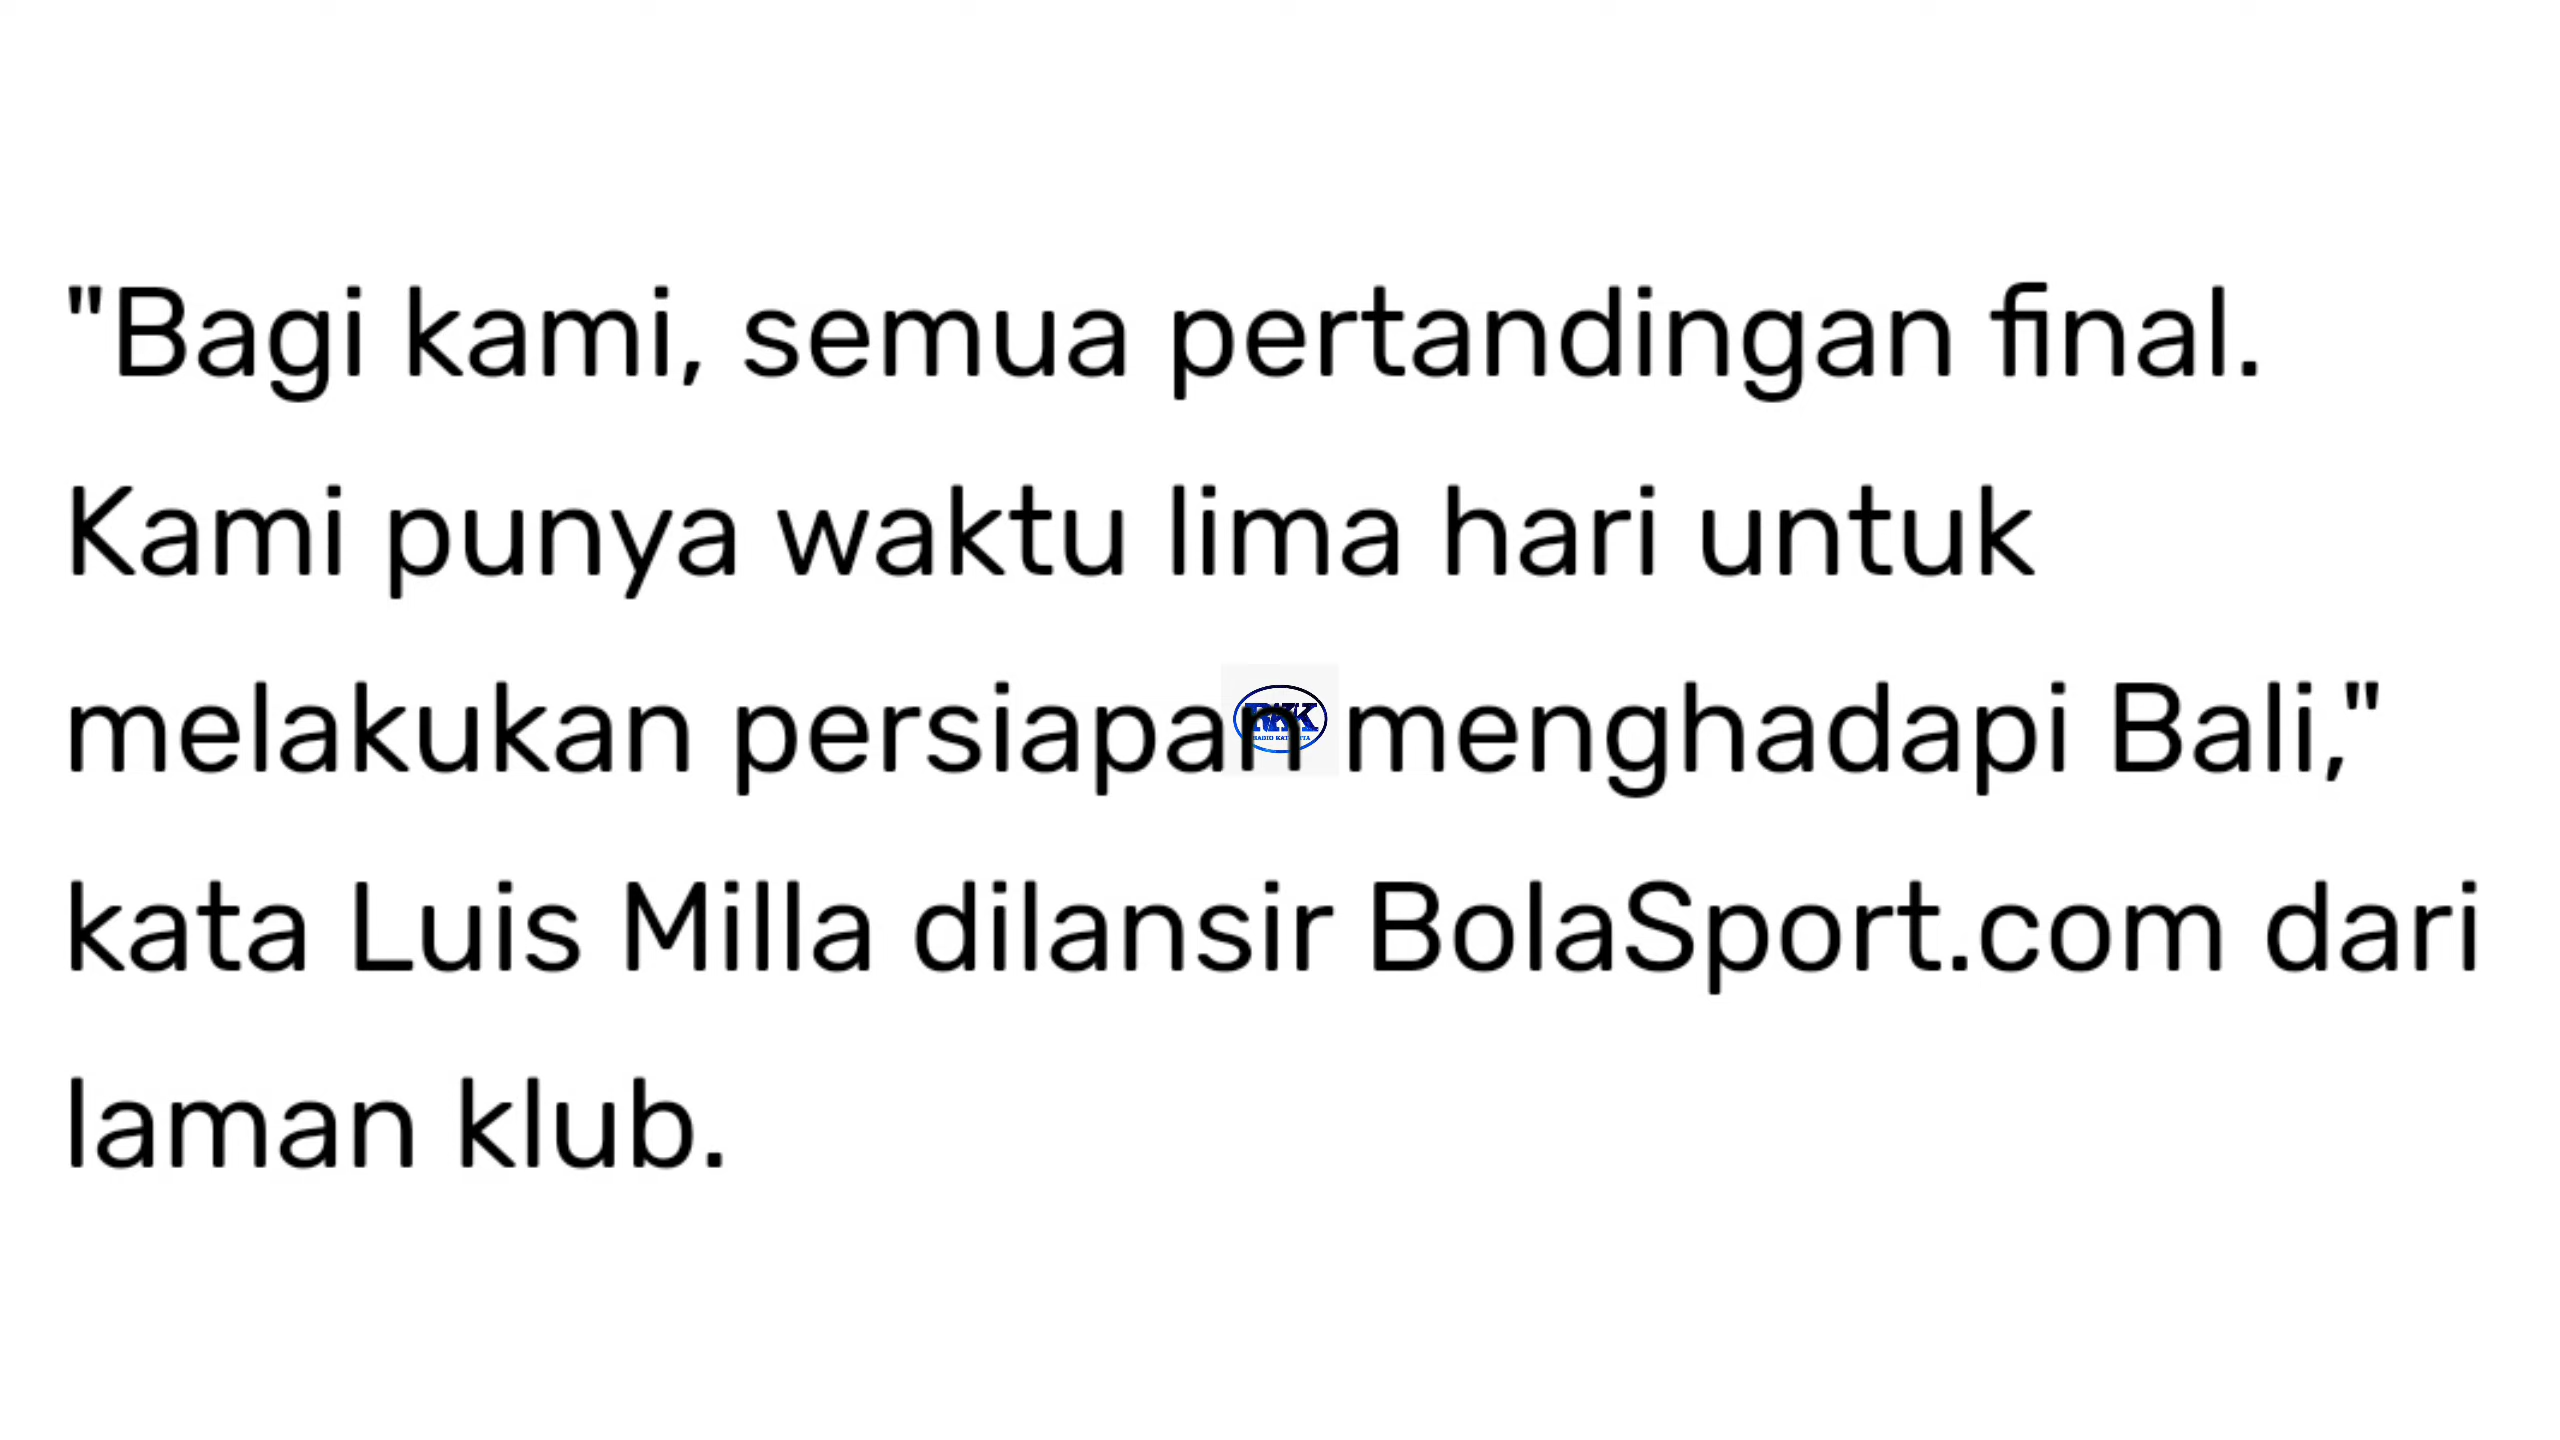 "Bagi kami, semua pertandingan final.
Kami punya waktu lima hari untuk
melakukan persiapan menghadapi Bali,"
kata Luis Milla dilansir BolaSport.com dari
laman klub.